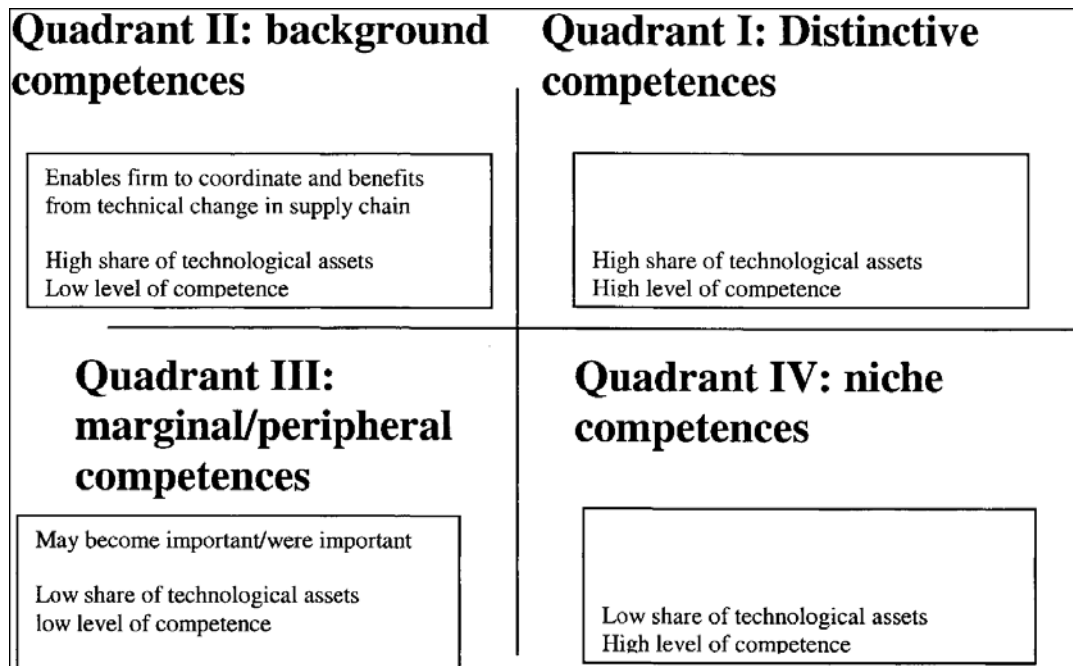 Quadrant II: background
competences
Enables firm to coordinate and benefits
from technical change in supply chain
High share of technological assets
Low level of competence
Quadrant I: Distinctive
competences
High share of technological assets
High level of competence
Quadrant III:
marginal/peripheral
competences
May become important/were important
Low share of technological assets
low level of competence
Quadrant IV: niche
competences
Low share of technological assets
High level of competence